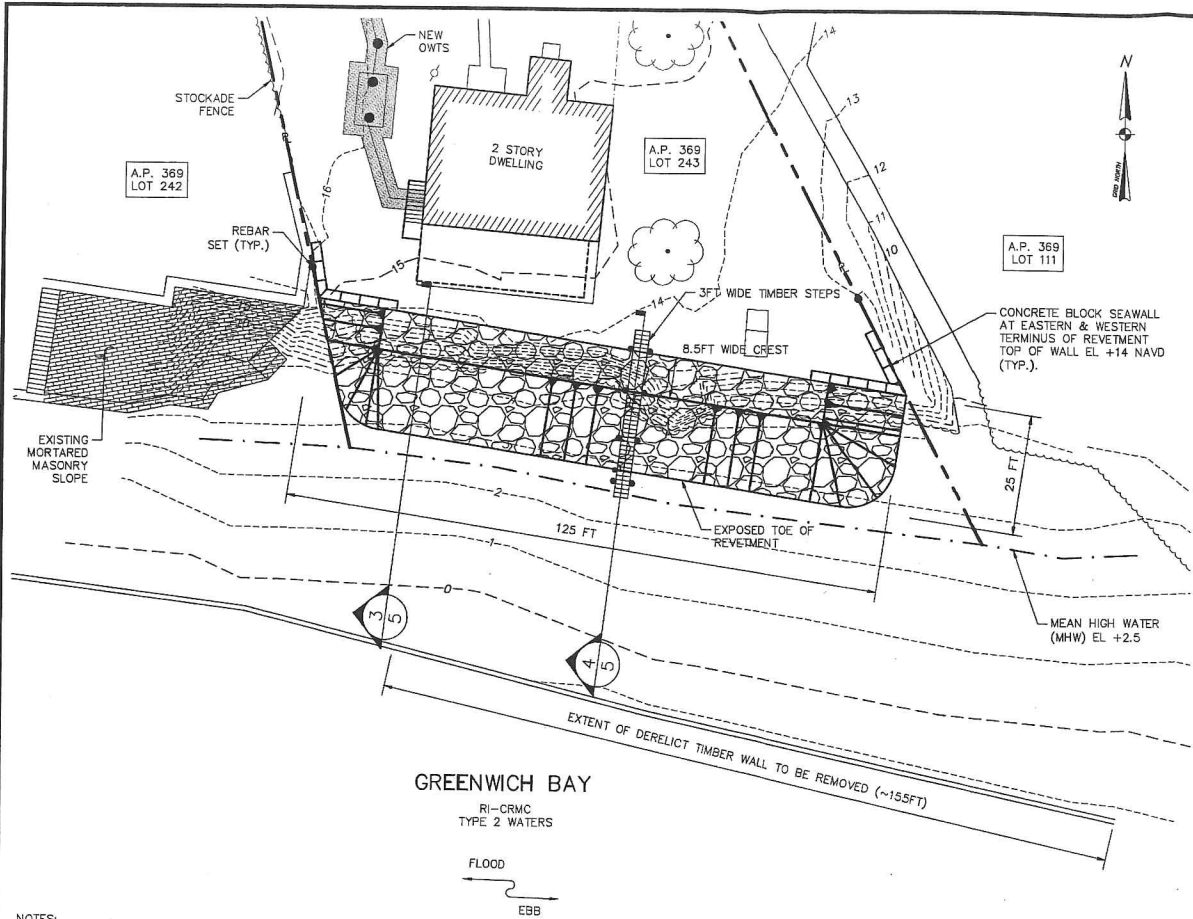 NEW
OWTS
14
N
STOCKADE
FENCE
13
2 STORY
DWELLING
A.P. 369
LOT 243
12
A.P. 369
LOT 242
16
GRID NORTH
11
REBAR
SET (TYP.)
10
A.P. 369
LOT 111
15
3FT WIDE TIMBER STEPS
14
CONCRETE BLOCK SEAWALL
AT EASTERN & WESTERN
TERMINUS OF REVETMENT
TOP OF WALL EL +14 NAVD
(TYP.).
8.5FT WIDE CREST
EXISTING
MORTARED
MASONRY
SLOPE
25 FT
2
125 FT
EXPOSED TOE OF
REVETMENT
1
0
3
5
MEAN HIGH WATER
(MHW) EL +2.5
4
5
EXTENT OF DERELICT TIMBER WALL TO BE REMOVED (~155FT)
GREENWICH BAY
RI-CRMC
TYPE 2 WATERS
FLOOD
EBB
NOTES: